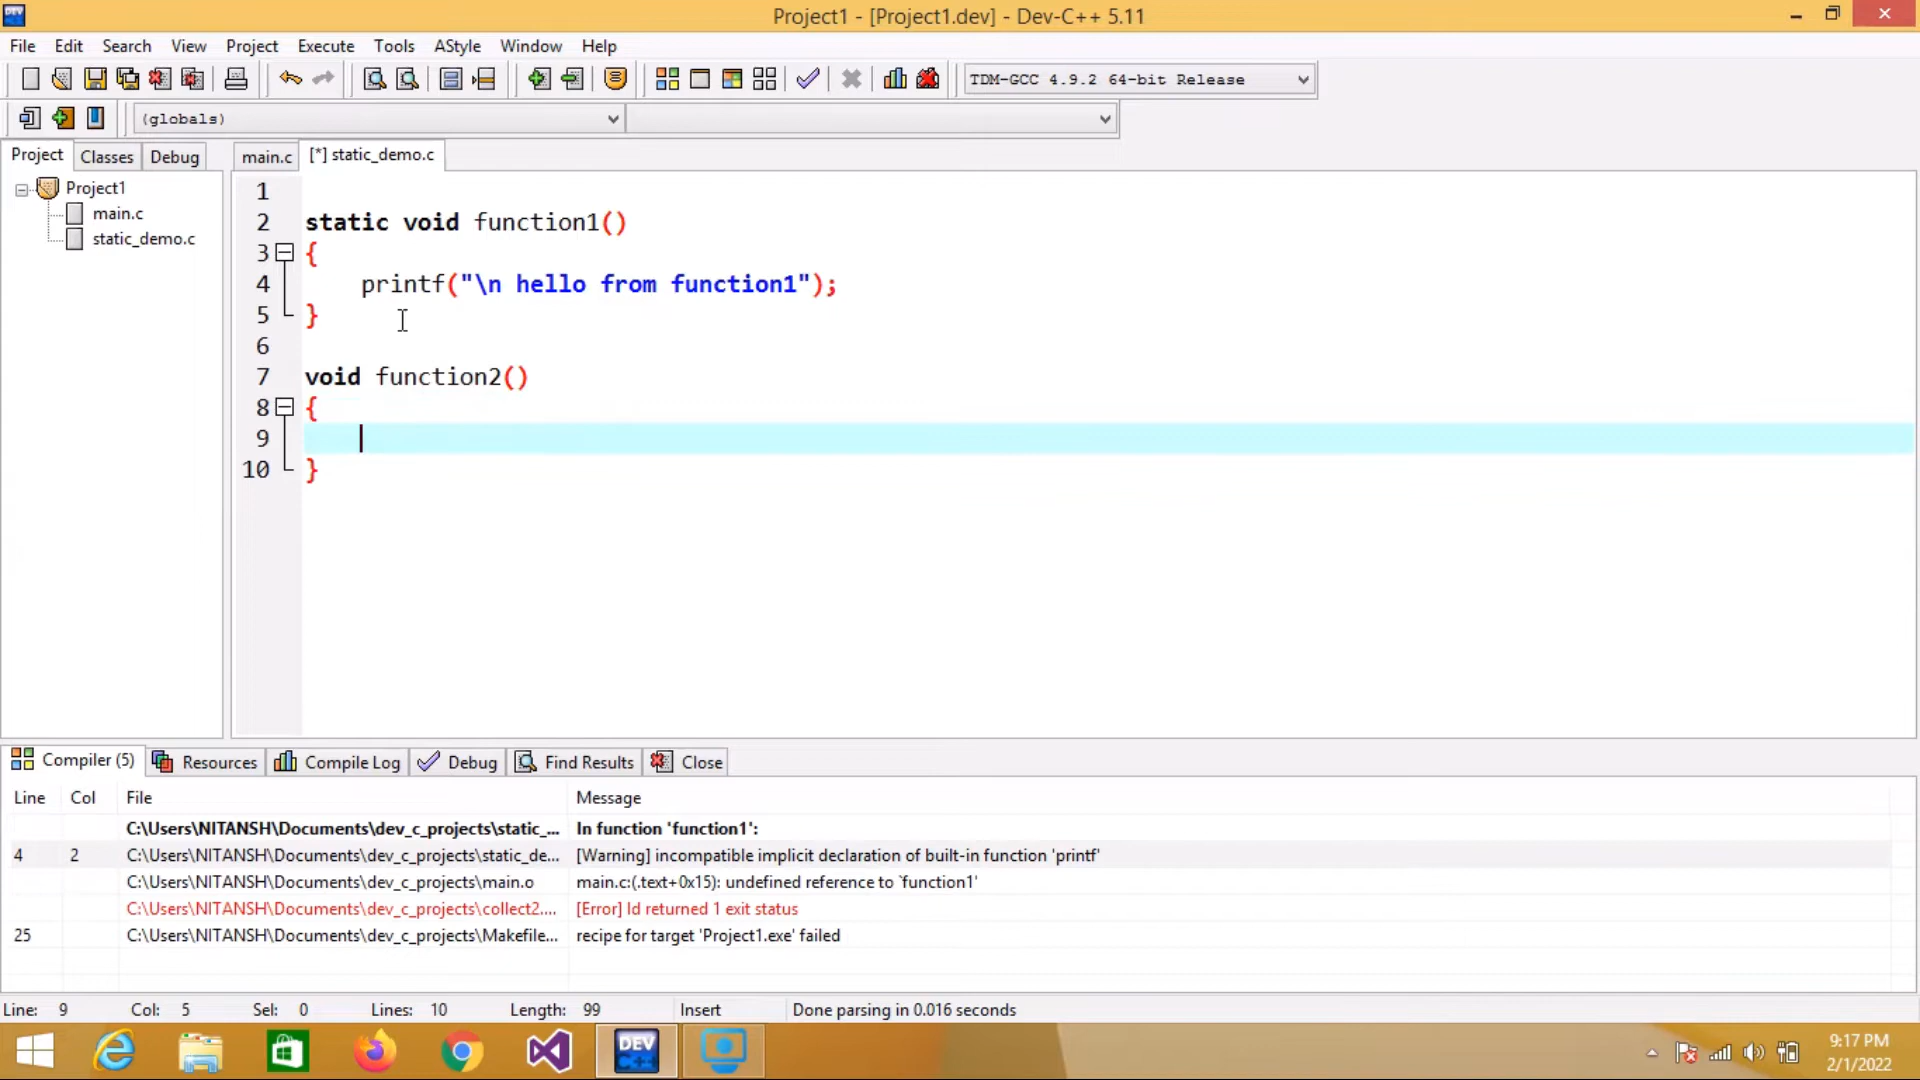 Project1 - [Project1.dev] - Dev-C++ 5.11
File Edit Search View Project Execute Tools AStyle Window Help
TDM-GCC 4.9.2 64-bit Release
(globals)
Project Classes Debug main.c [*] static_demo.c
Project1
main.c
static_demo.c
1
2 static void function1()
3 {
4 printf("\n hello from function1");
5 }
6
7 void function2()
8 {
9
10 }
Compiler (5) Resources Compile Log Debug Find Results Close
Line Col File Message
C:\Users\NITANSH\Documents\dev_c_projects\static_... In function 'function1':
4 2 C:\Users\NITANSH\Documents\dev_c_projects\static_de... [Warning] incompatible implicit declaration of built-in function 'printf'
C:\Users\NITANSH\Documents\dev_c_projects\main.o main.c:(.text+0x15): undefined reference to `function1'
C:\Users\NITANSH\Documents\dev_c_projects\collect2.... [Error] ld returned 1 exit status
25 C:\Users\NITANSH\Documents\dev_c_projects\Makefile... recipe for target 'Project1.exe' failed
Line: 9 Col: 5 Sel: 0 Lines: 10 Length: 99 Insert Done parsing in 0.016 seconds
DEV C++
9:17 PM
2/1/2022